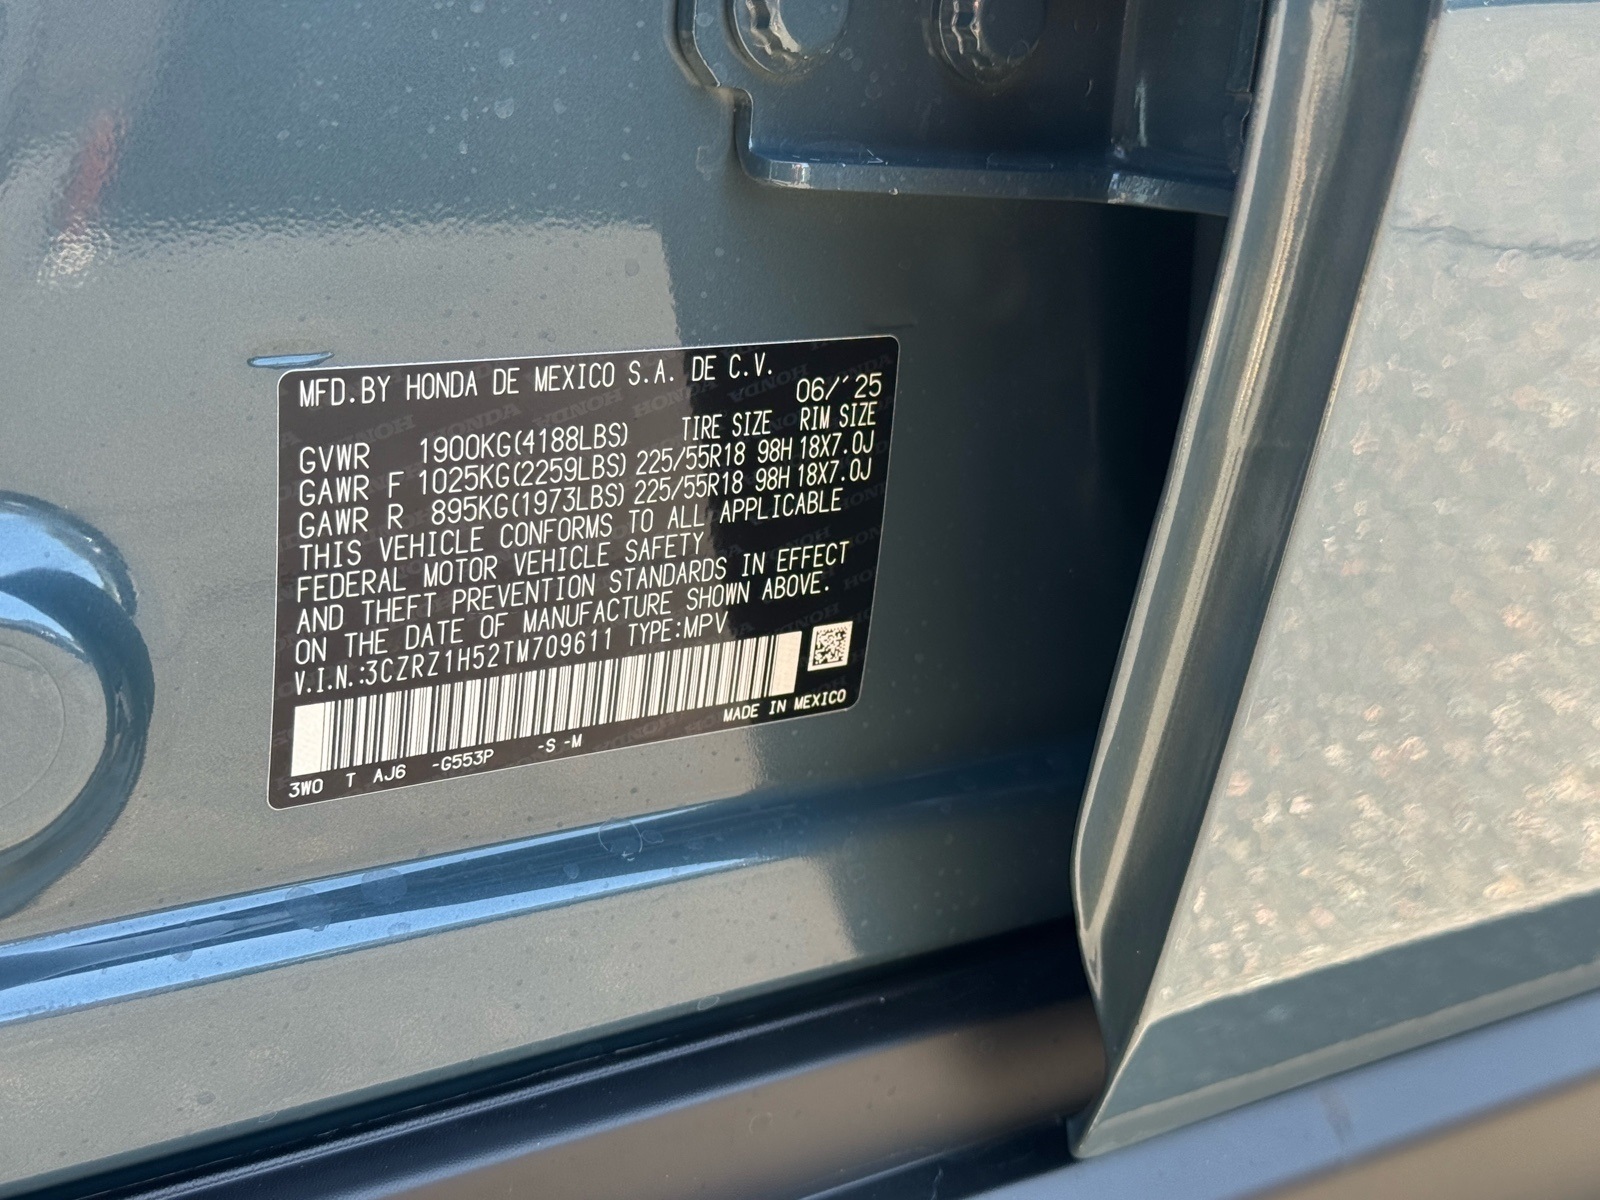 MFD.BY HONDA DE MEXICO S.A. DE C.V.
06/´25
TIRE SIZE RIM SIZE
GVWR 1900KG(4188LBS)
GAWR F 1025KG(2259LBS) 225/55R18 98H 18X7.0J
GAWR R 895KG(1973LBS) 225/55R18 98H 18X7.0J
THIS VEHICLE CONFORMS TO ALL APPLICABLE
FEDERAL MOTOR VEHICLE SAFETY
AND THEFT PREVENTION STANDARDS IN EFFECT
ON THE DATE OF MANUFACTURE SHOWN ABOVE.
V.I.N.:3CZRZ1H52TM709611 TYPE:MPV
MADE IN MEXICO
3W0 T AJ6 -G553P -S -M